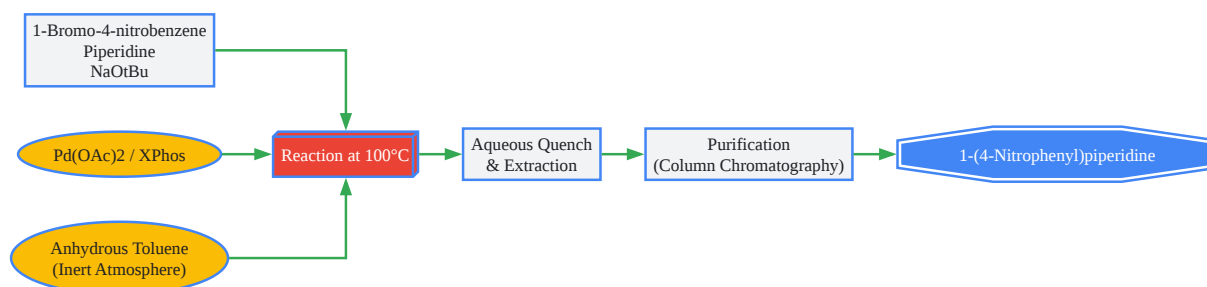 1-Bromo-4-nitrobenzene
Piperidine
NaOtBu
Pd(OAc)2 / XPhos
Anhydrous Toluene
(Inert Atmosphere)
Reaction at 100°C
Aqueous Quench
& Extraction
Purification
(Column Chromatography)
1-(4-Nitrophenyl)piperidine